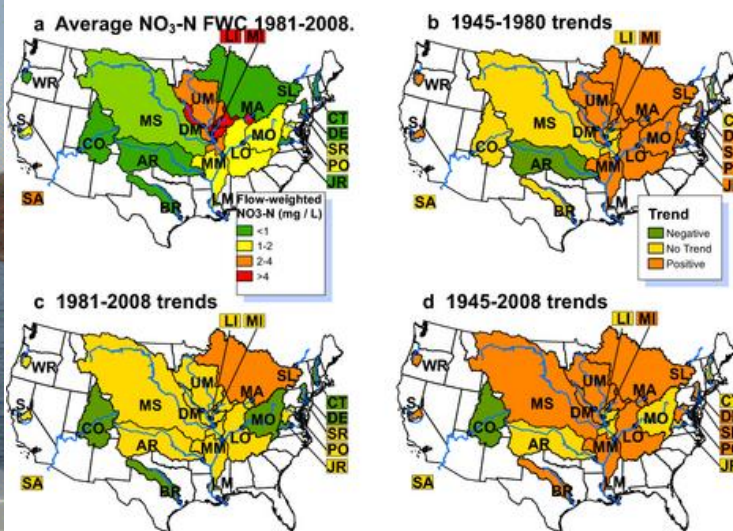 a Average NO₃-N FWC 1981-2008.
LI MI
WR
UM
SL
MA
MS
DM
MO
CO
LO
MM
AR
BR
LM
SA
CT
DE
SR
PO
JR
Flow-weighted
NO3-N (mg / L)
<1
1-2
2-4
>4
b 1945-1980 trends
LI MI
WR
UM
SL
MA
MS
DM
MO
CO
LO
MM
AR
BR
LM
SA
Trend
Negative
No Trend
Positive
c 1981-2008 trends
LI MI
WR
UM
SL
MA
MS
DM
MO
CO
LO
MM
AR
BR
LM
SA
CT
DE
SR
PO
JR
d 1945-2008 trends
LI MI
WR
UM
SL
MA
MS
DM
MO
CO
LO
MM
AR
BR
LM
SA